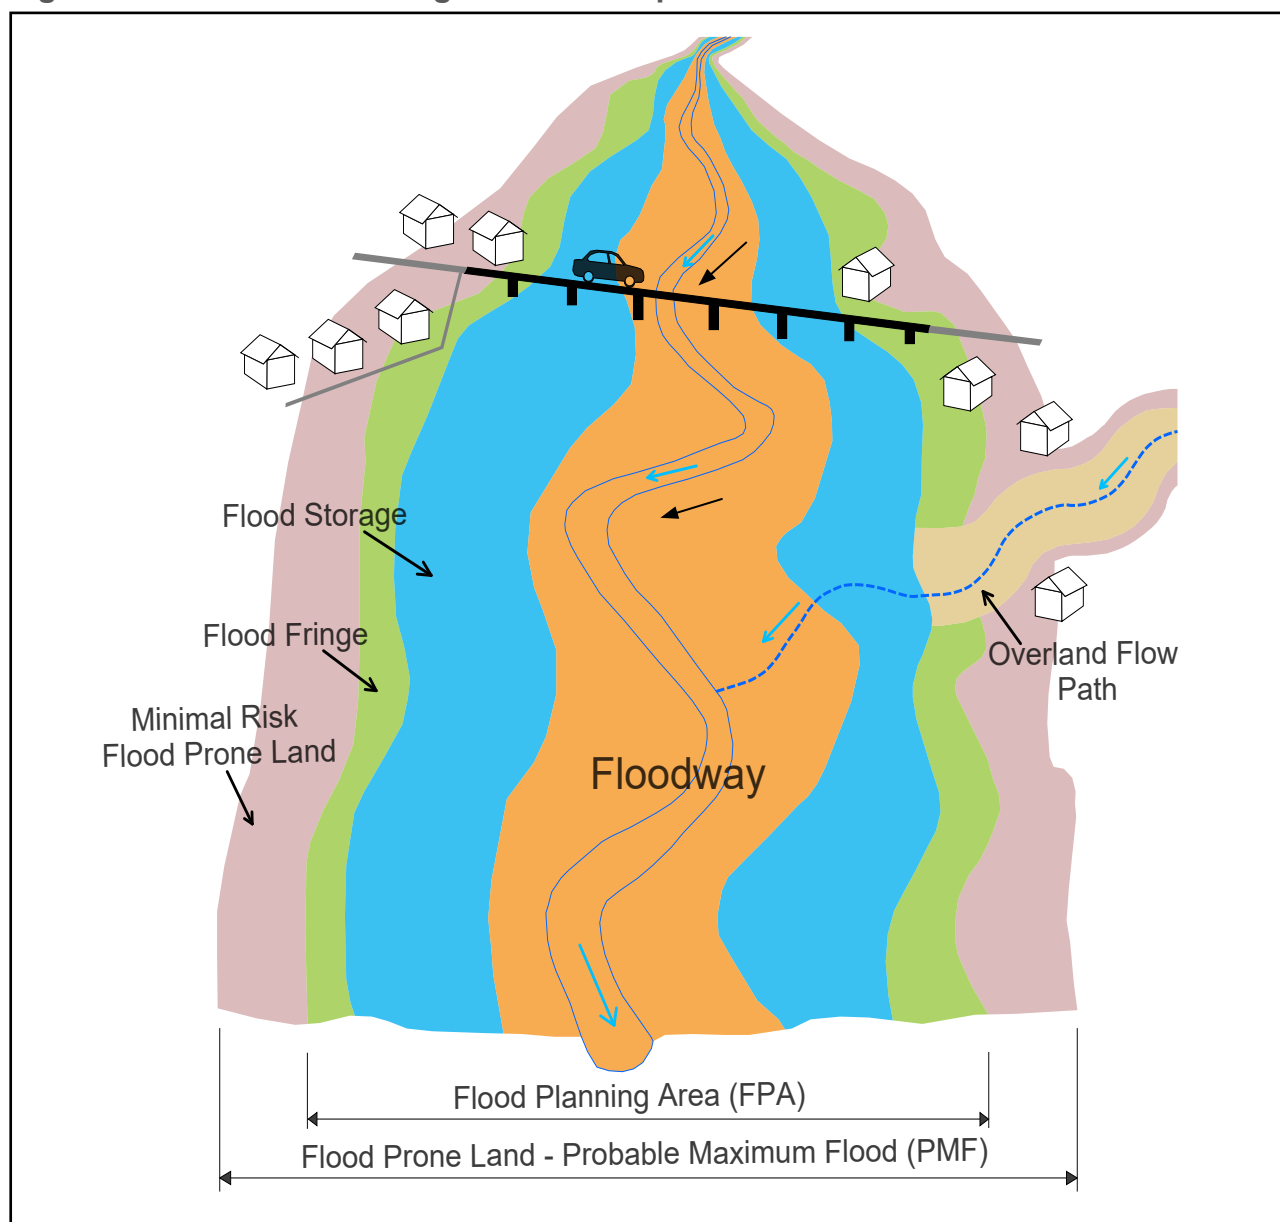 Flood Storage
Flood Fringe
Overland Flow
Path
Minimal Risk
Flood Prone Land
Floodway
Flood Planning Area (FPA)
Flood Prone Land - Probable Maximum Flood (PMF)